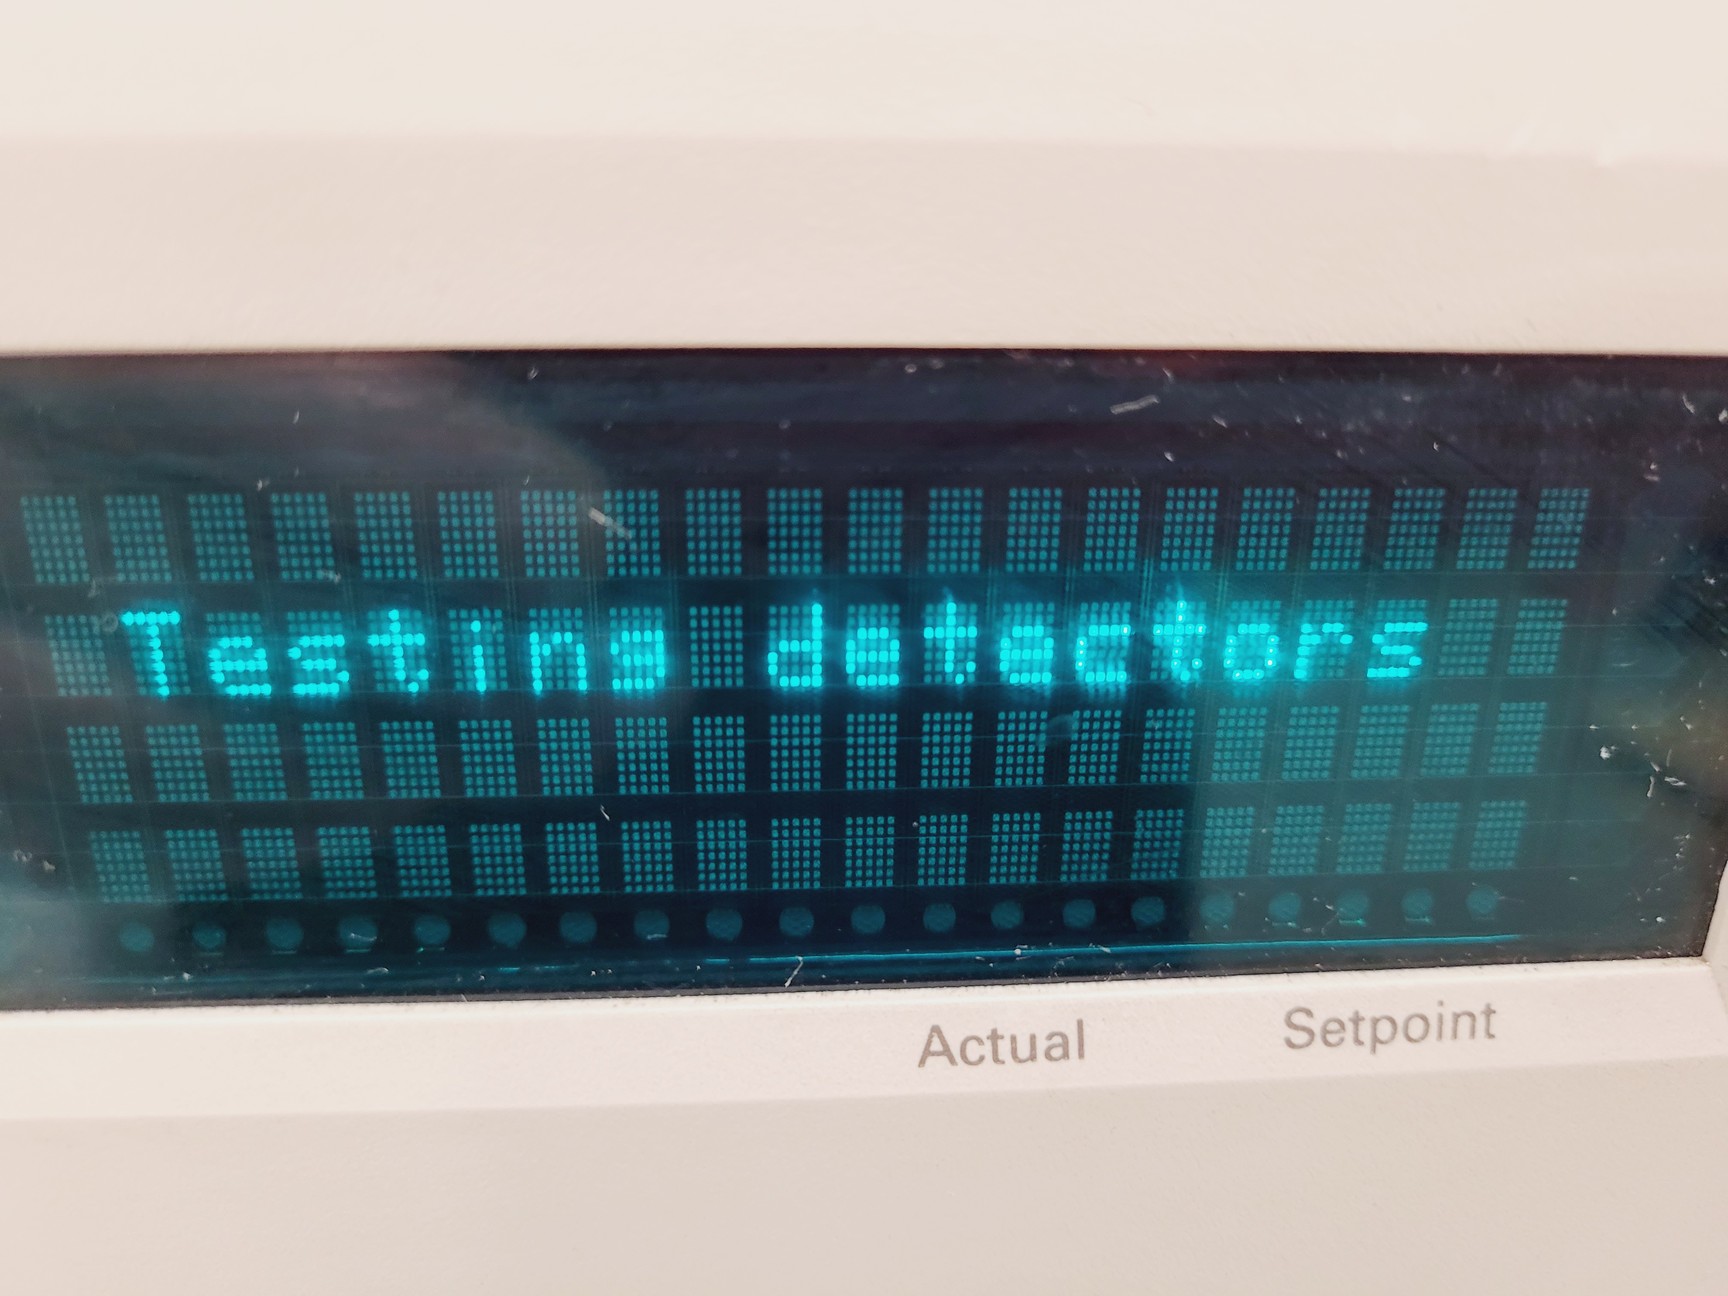 Testing detectors
Actual Setpoint